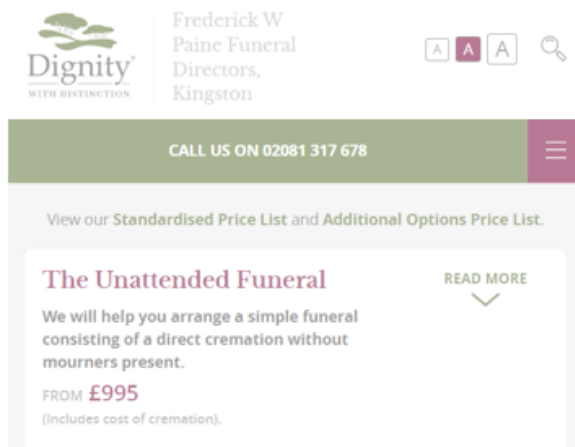 Dignity
WITH DISTINCTION
Frederick W
Paine Funeral
Directors,
Kingston
A A A
CALL US ON 02081 317 678
View our Standardised Price List and Additional Options Price List.
The Unattended Funeral
READ MORE
We will help you arrange a simple funeral
consisting of a direct cremation without
mourners present.
FROM £995
(Includes cost of cremation).